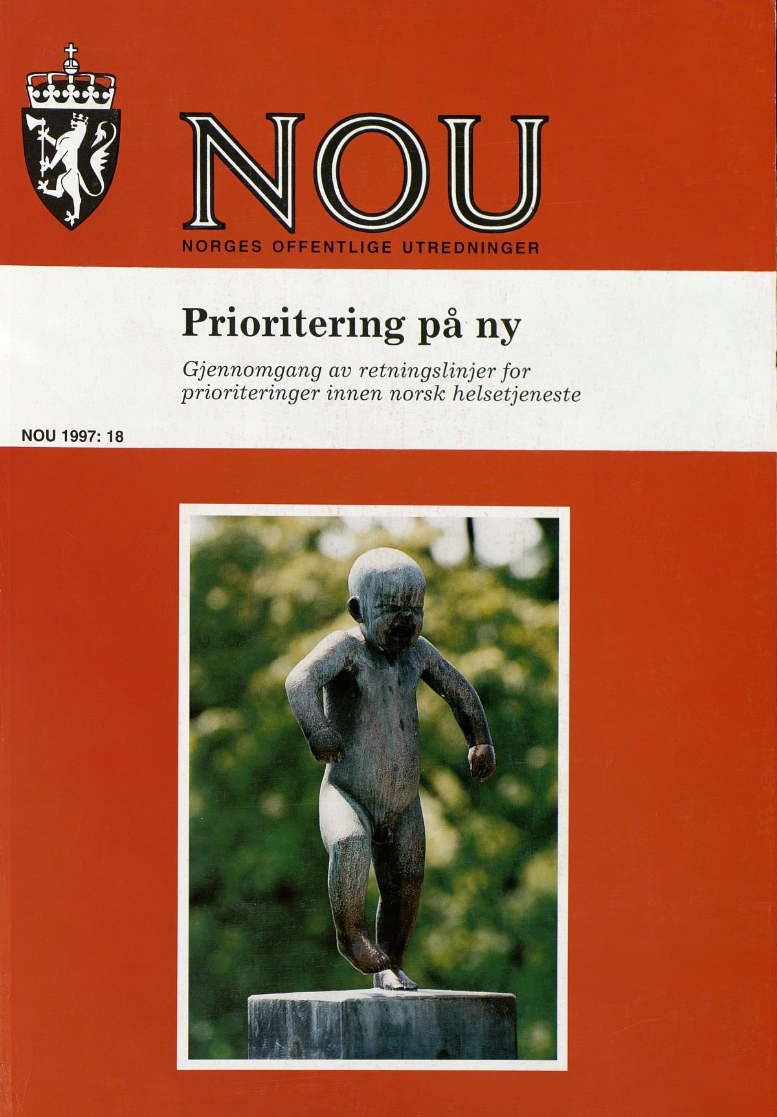 NOU
NORGES OFFENTLIGE UTREDNINGER
Prioritering på ny
Gjennomgang av retningslinjer for
prioriteringer innen norsk helsetjeneste
NOU 1997: 18